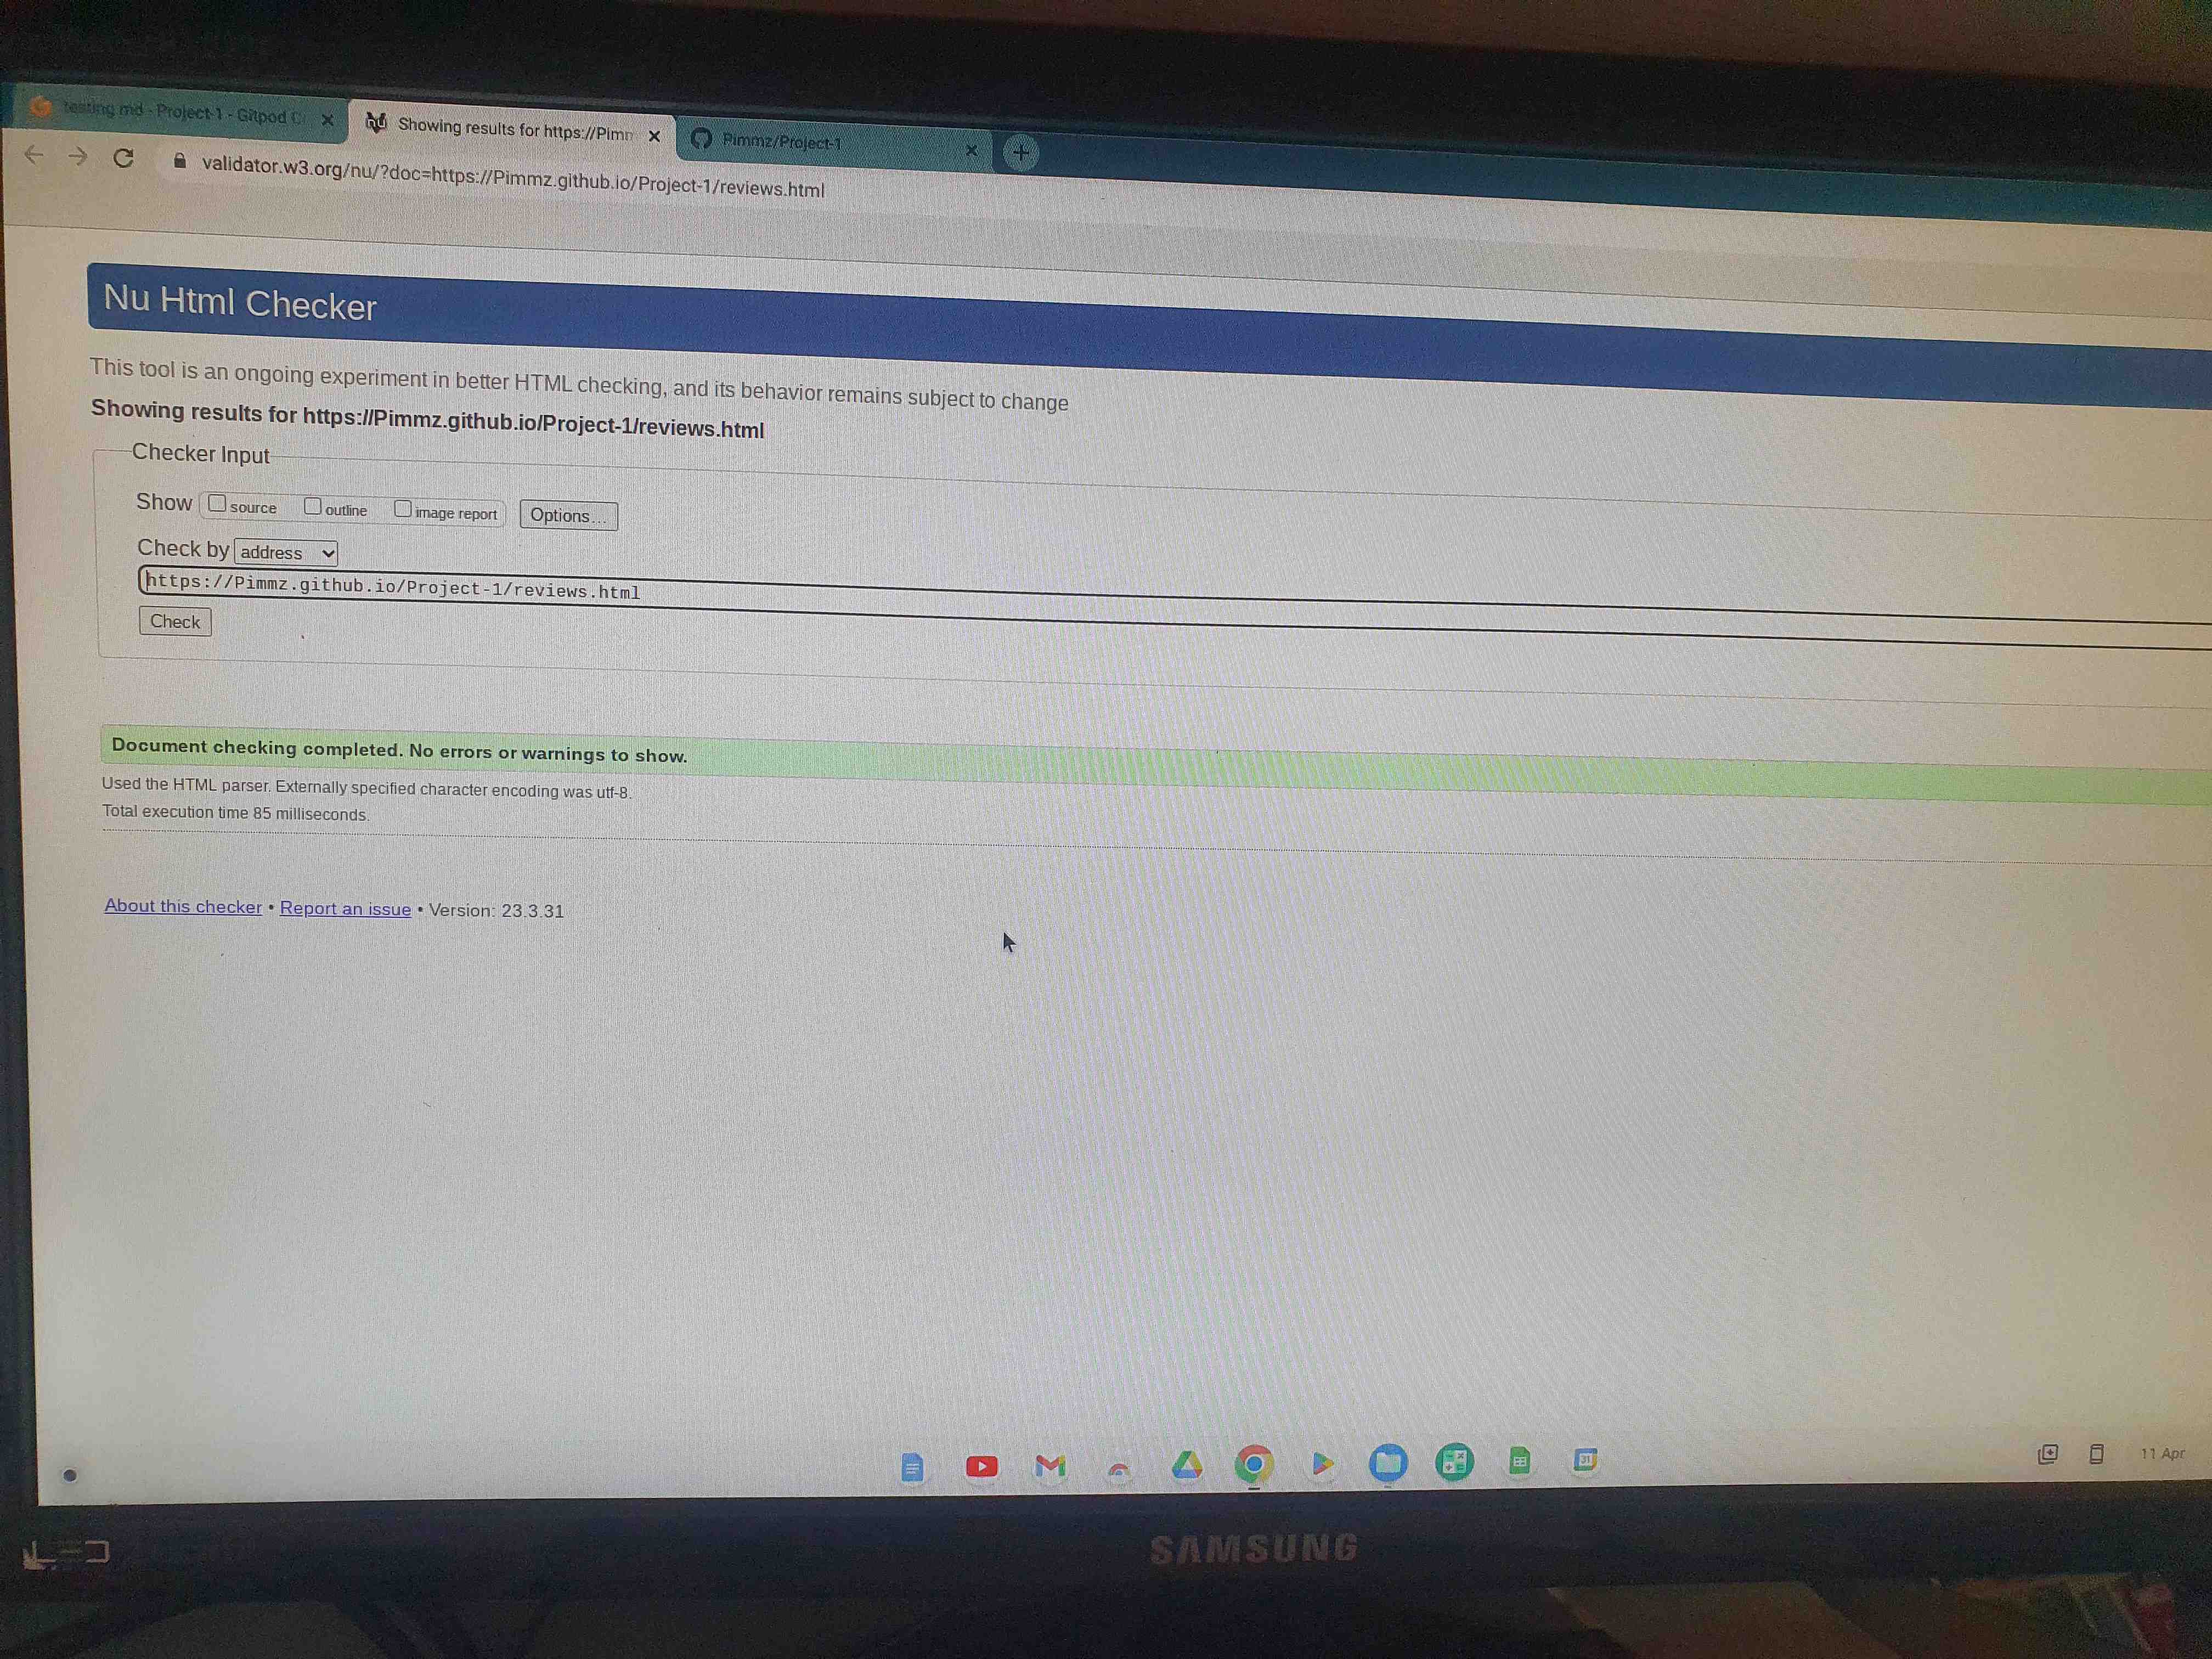 testing md - Project-1 - Gitpod
Showing results for https://Pimm
Pimmz/Project-1
validator.w3.org/nu/?doc=https://Pimmz.github.io/Project-1/reviews.html
Nu Html Checker
This tool is an ongoing experiment in better HTML checking, and its behavior remains subject to change
Showing results for https://Pimmz.github.io/Project-1/reviews.html
Checker Input
Show source outline image report Options...
Check by address
https://Pimmz.github.io/Project-1/reviews.html
Check
Document checking completed. No errors or warnings to show.
Used the HTML parser. Externally specified character encoding was utf-8.
Total execution time 85 milliseconds.
About this checker • Report an issue • Version: 23.3.31
31
11 Apr
LED
SAMSUNG